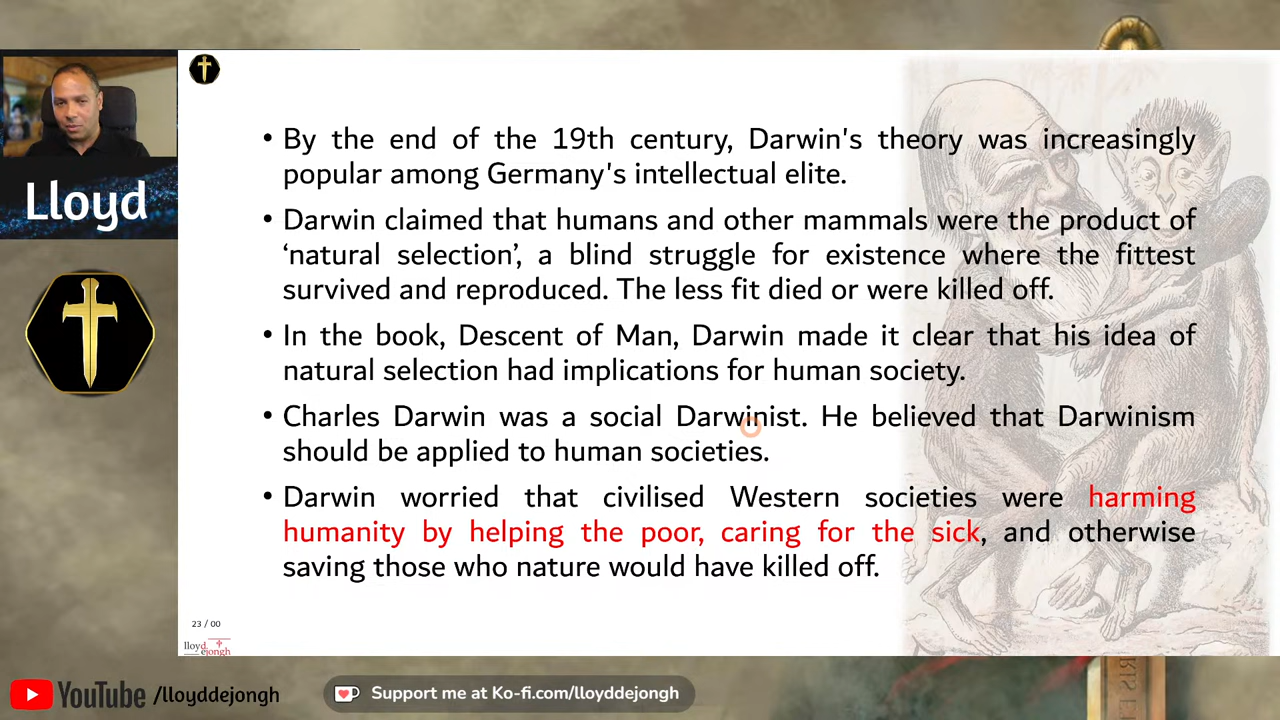 Lloyd
• By the end of the 19th century, Darwin's theory was increasingly
popular among Germany's intellectual elite.
• Darwin claimed that humans and other mammals were the product of
‘natural selection’, a blind struggle for existence where the fittest
survived and reproduced. The less fit died or were killed off.
• In the book, Descent of Man, Darwin made it clear that his idea of
natural selection had implications for human society.
• Charles Darwin was a social Darwinist. He believed that Darwinism
should be applied to human societies.
• Darwin worried that civilised Western societies were harming
humanity by helping the poor, caring for the sick, and otherwise
saving those who nature would have killed off.
23 / 00
lloyd
ejongh
YouTube /lloyddejongh
Support me at Ko-fi.com/lloyddejongh